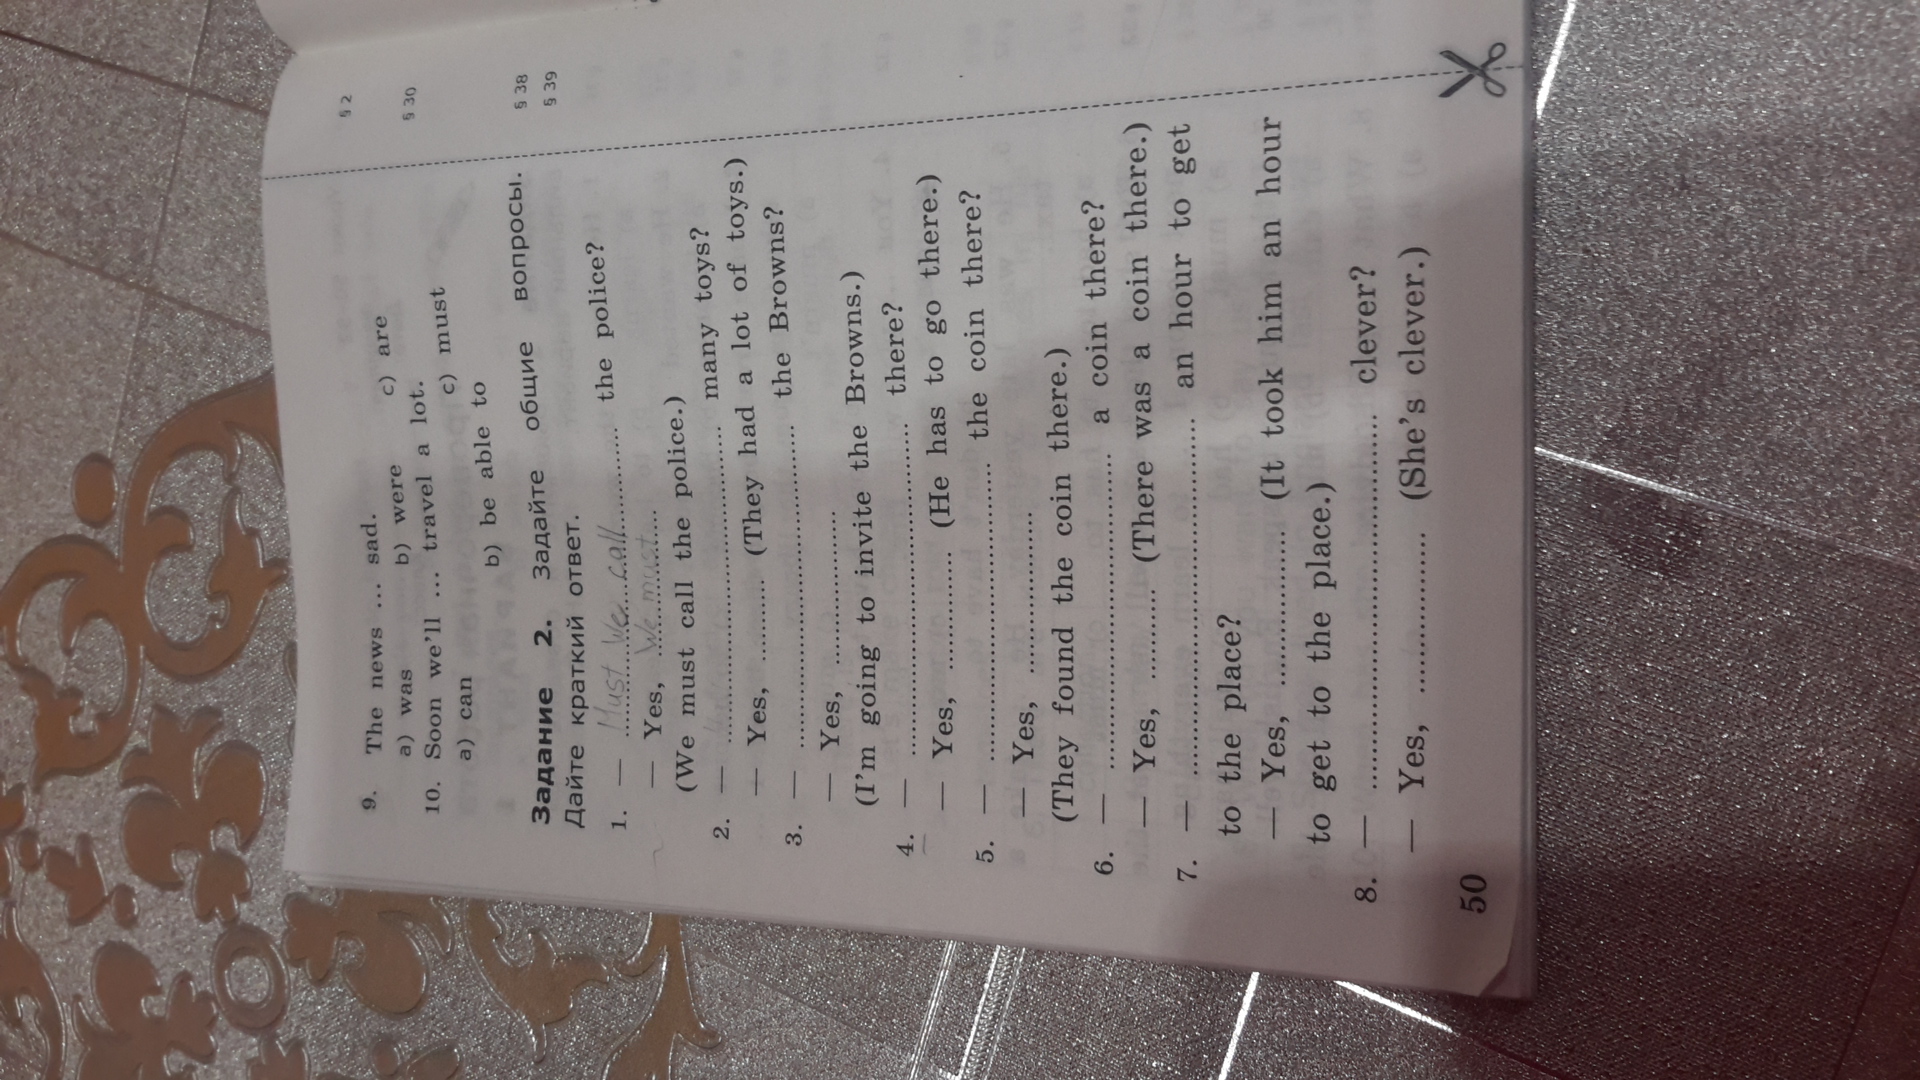 9. The news ... sad. § 2
a) was b) were c) are
10. Soon we'll ... travel a lot. § 30
a) can c) must
b) be able to
Задание 2. Задайте общие вопросы. § 38
Дайте краткий ответ. § 39
1. — Must We call the police?
— Yes, We must
(We must call the police.)
2. — .......... many toys?
— Yes, .......... (They had a lot of toys.)
3. — .......... the Browns?
— Yes, ..........
(I'm going to invite the Browns.)
4. — .......... there?
— Yes, .......... (He has to go there.)
5. — .......... the coin there?
— Yes, ..........
(They found the coin there.)
6. — .......... a coin there?
— Yes, .......... (There was a coin there.)
7. — .......... an hour to get
to the place?
— Yes, .......... (It took him an hour
to get to the place.)
8. — .......... clever?
— Yes, .......... (She's clever.)
50